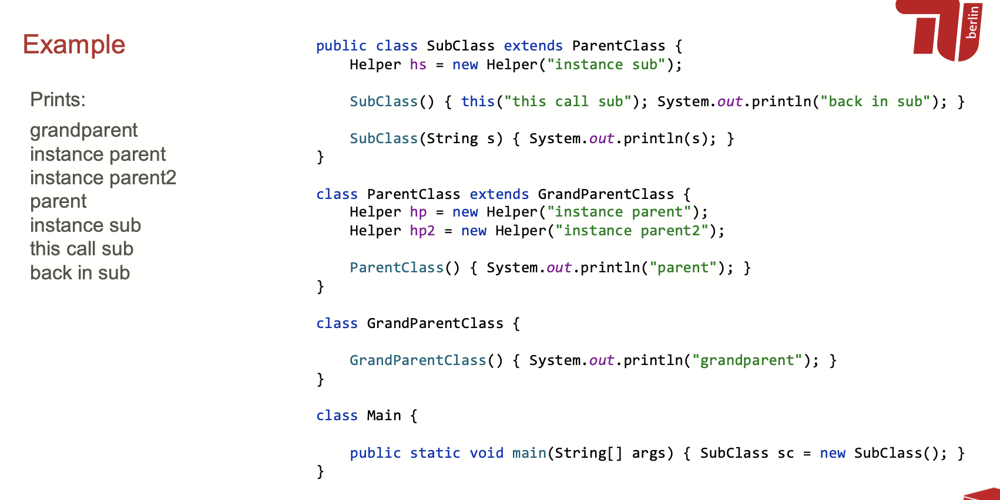 Example
Prints:
grandparent
instance parent
instance parent2
parent
instance sub
this call sub
back in sub
public class SubClass extends ParentClass {
    Helper hs = new Helper("instance sub");

    SubClass() { this("this call sub"); System.out.println("back in sub"); }

    SubClass(String s) { System.out.println(s); }
}

class ParentClass extends GrandParentClass {
    Helper hp = new Helper("instance parent");
    Helper hp2 = new Helper("instance parent2");

    ParentClass() { System.out.println("parent"); }
}

class GrandParentClass {

    GrandParentClass() { System.out.println("grandparent"); }
}

class Main {

    public static void main(String[] args) { SubClass sc = new SubClass(); }
}
berlin